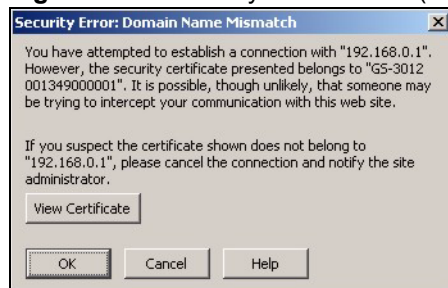 Security Error: Domain Name Mismatch
You have attempted to establish a connection with "192.168.0.1".
However, the security certificate presented belongs to "GS-3012
001349000001". It is possible, though unlikely, that someone may
be trying to intercept your communication with this web site.
If you suspect the certificate shown does not belong to
"192.168.0.1", please cancel the connection and notify the site
administrator.
View Certificate
OK Cancel Help